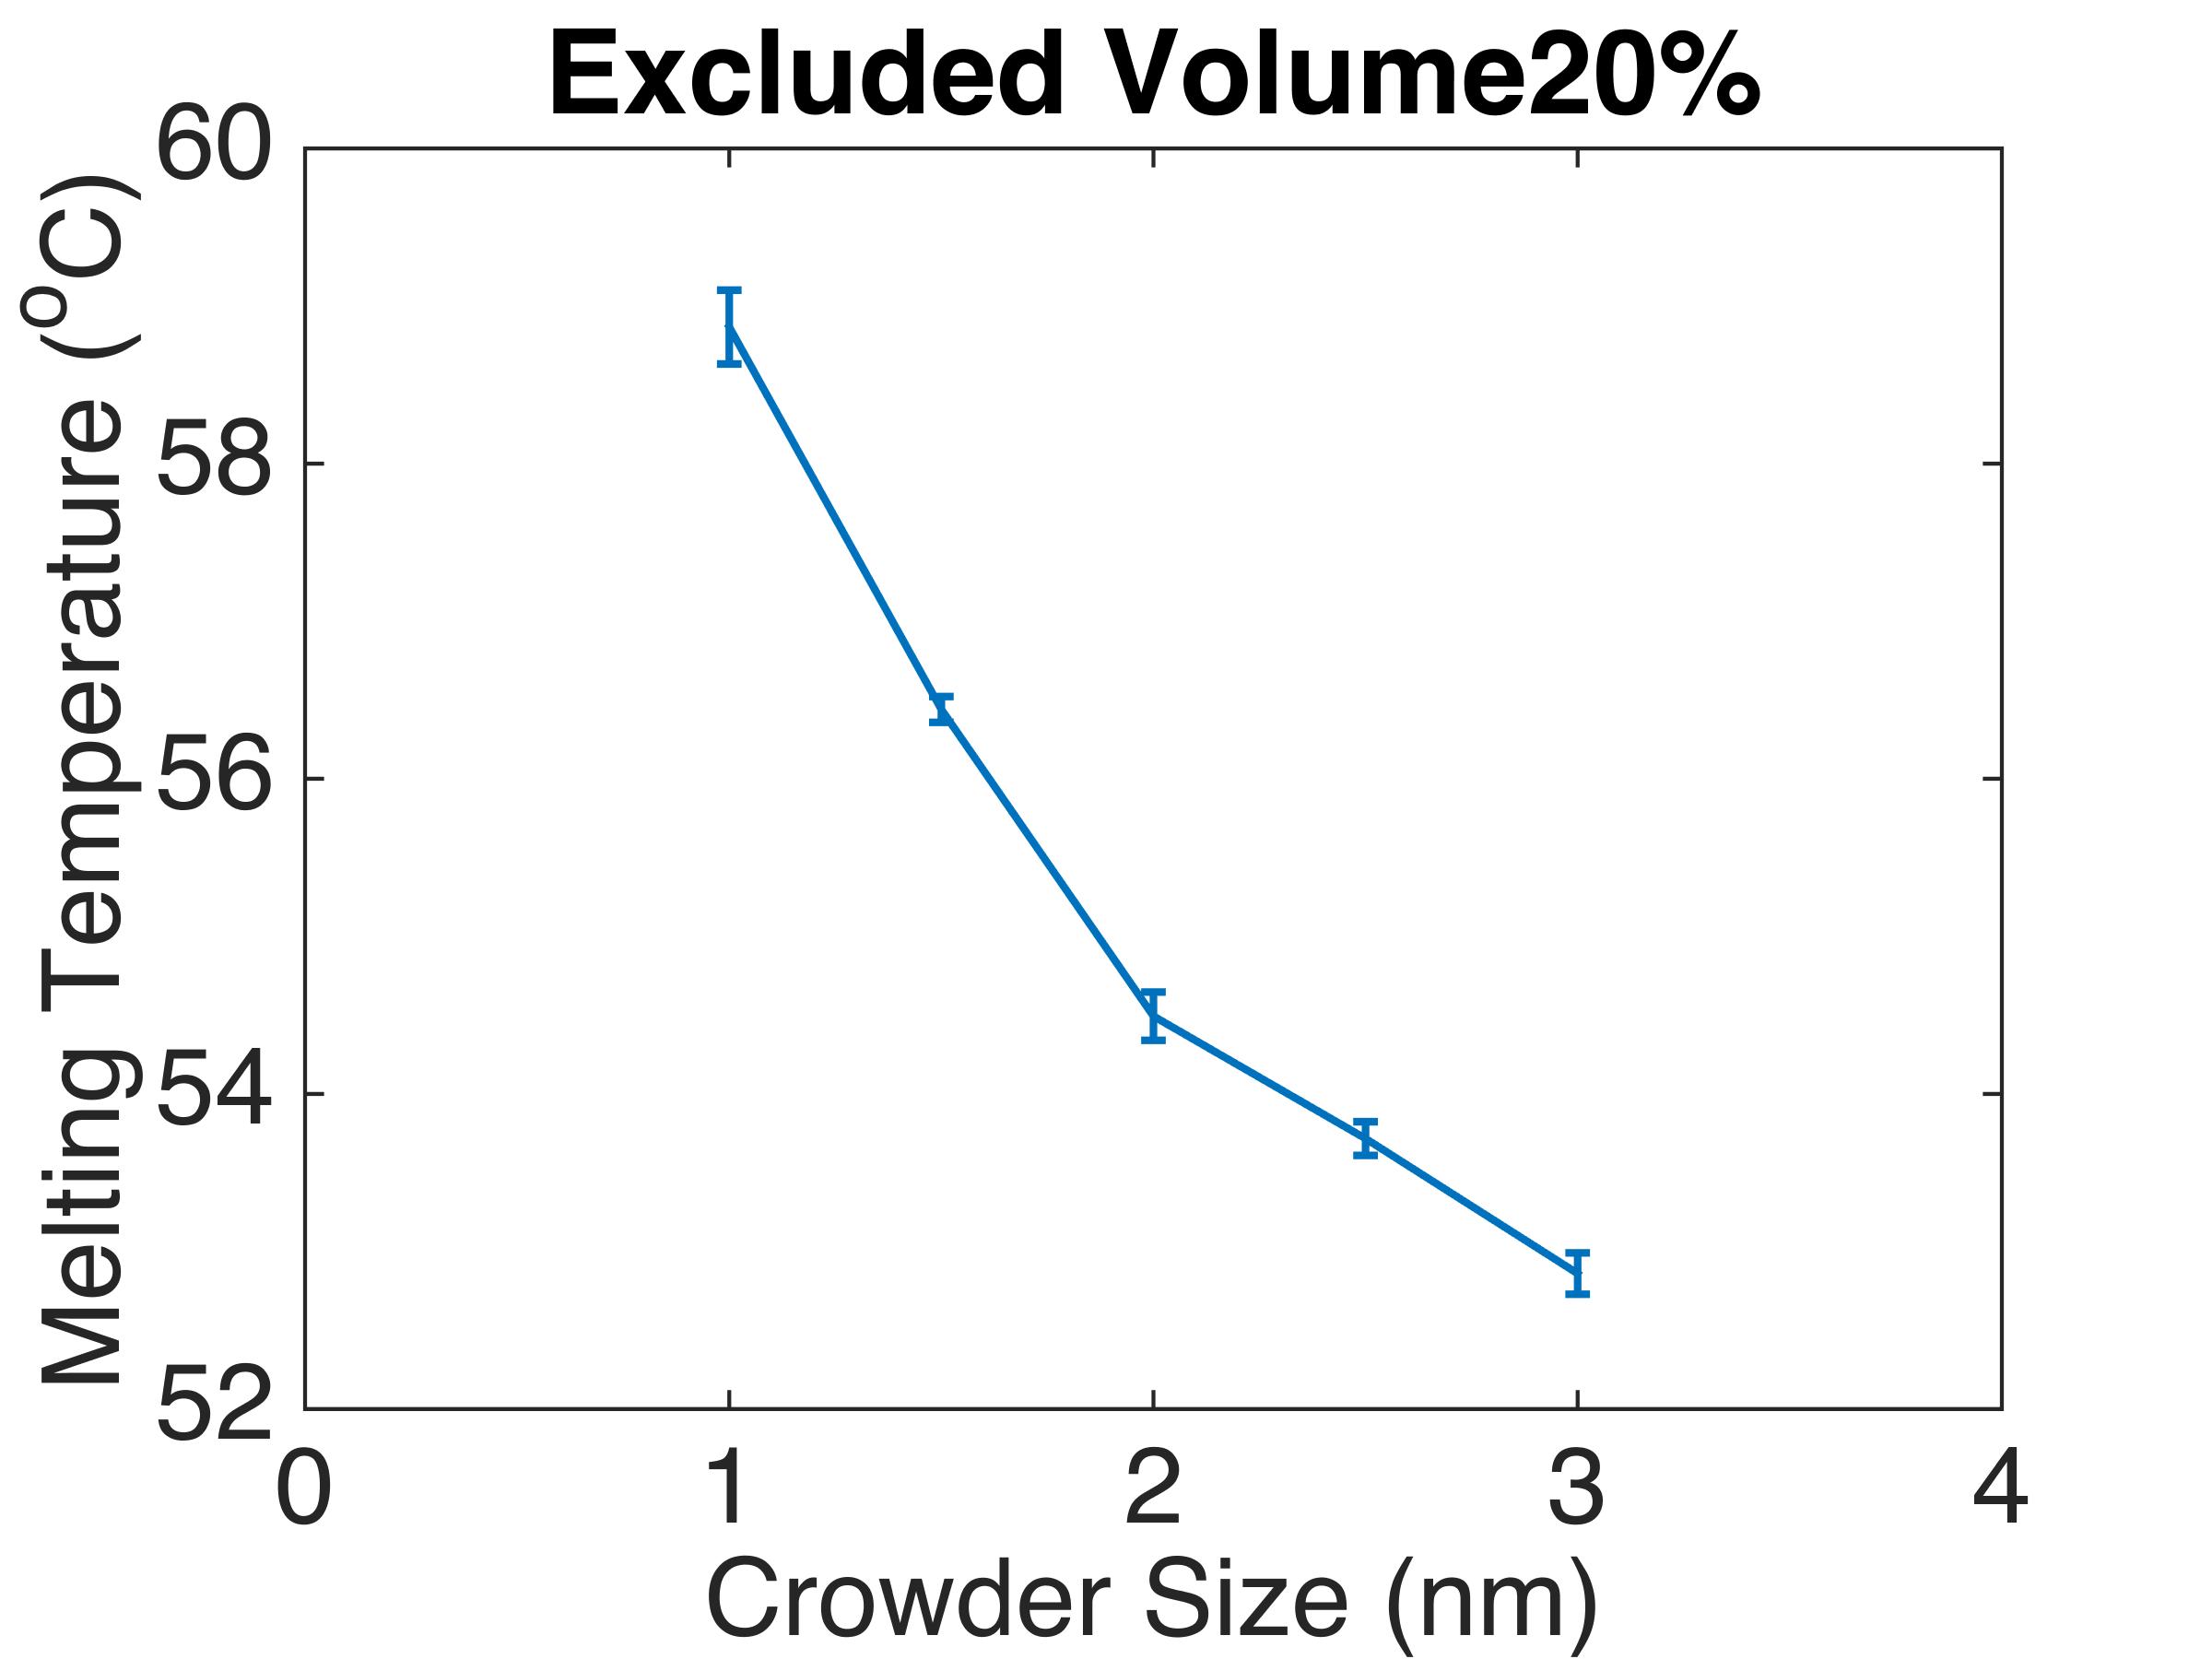 Excluded Volume20%
Melting Temperature (°C)
60
58
56
54
52
0 1 2 3 4
Crowder Size (nm)